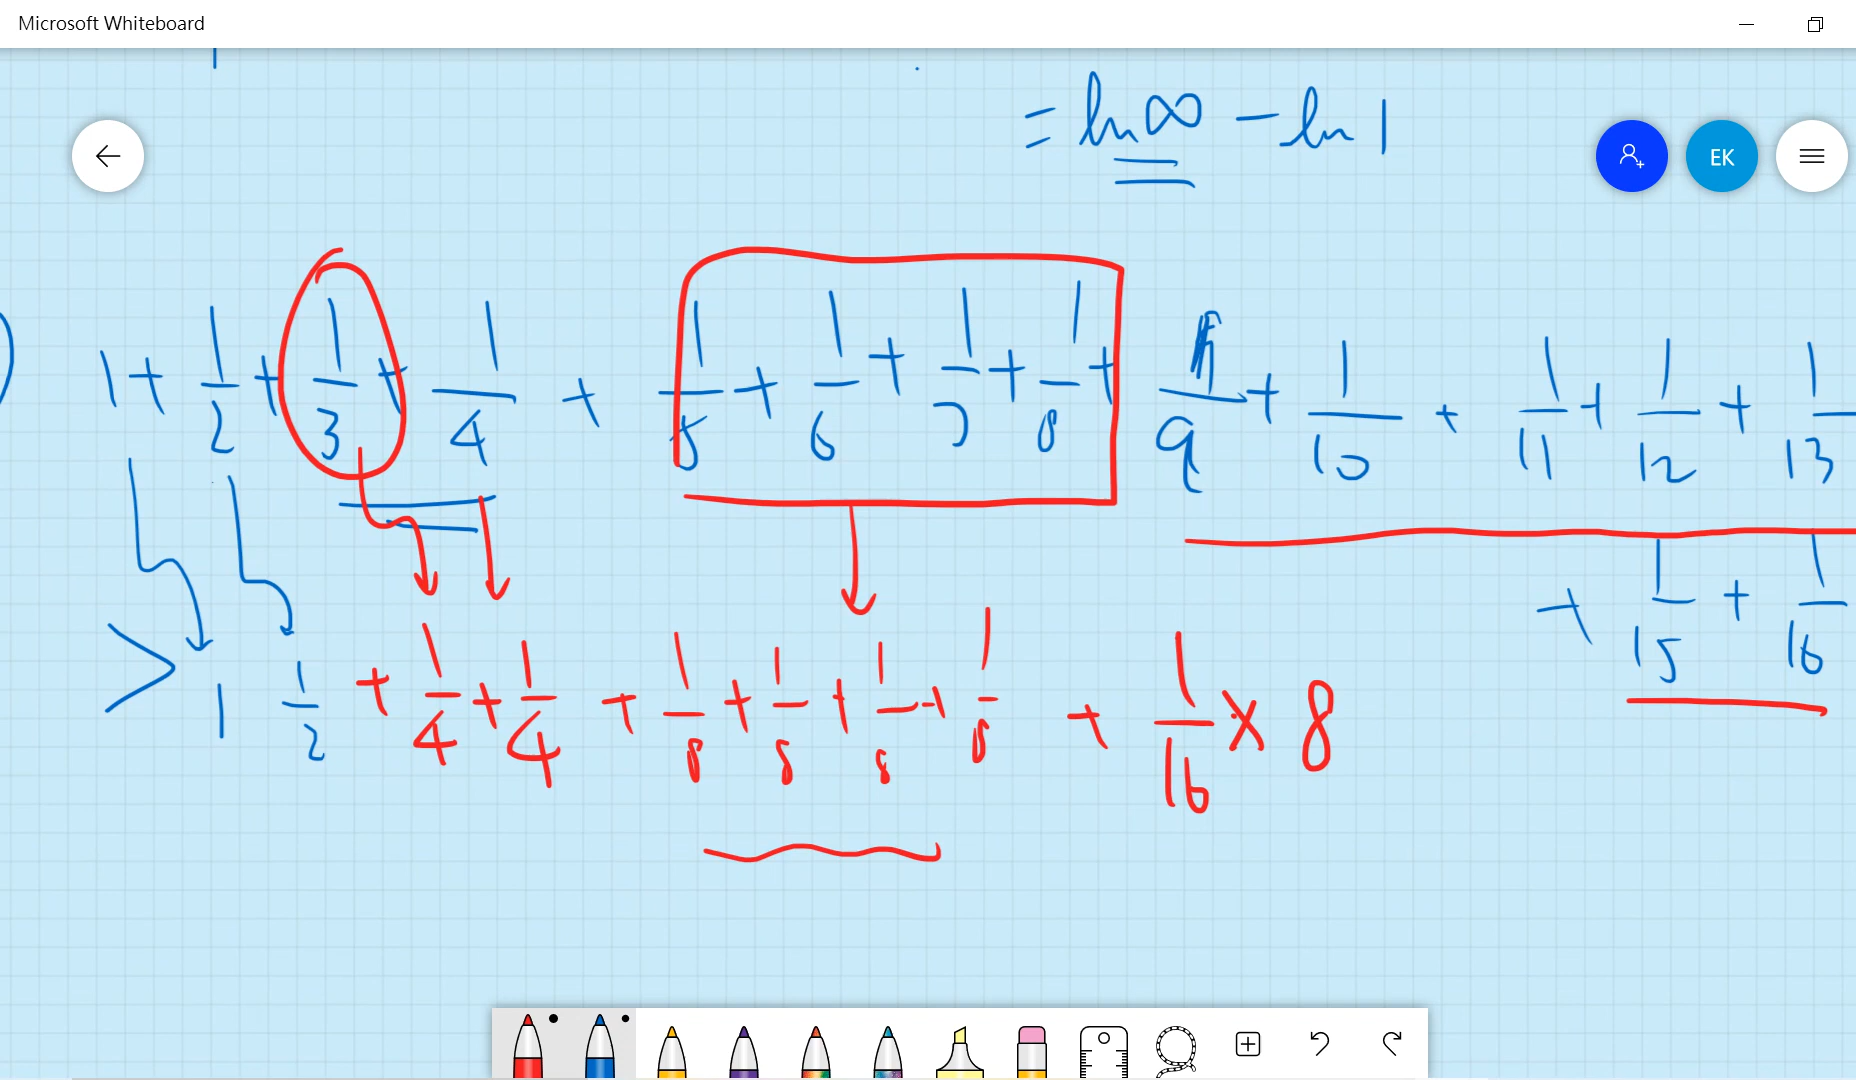 Microsoft Whiteboard
= ln ∞ - ln 1
EK
1 + 1/2 + 1/3 + 1/4 + 1/5 + 1/6 + 1/7 + 1/8 + 1/9 + 1/10 + 1/11 + 1/12 + 1/13
+ 1/15 + 1/16
> 1 1/2 + 1/4 + 1/4 + 1/8 + 1/8 + 1/8 + 1/8 + 1/16 × 8